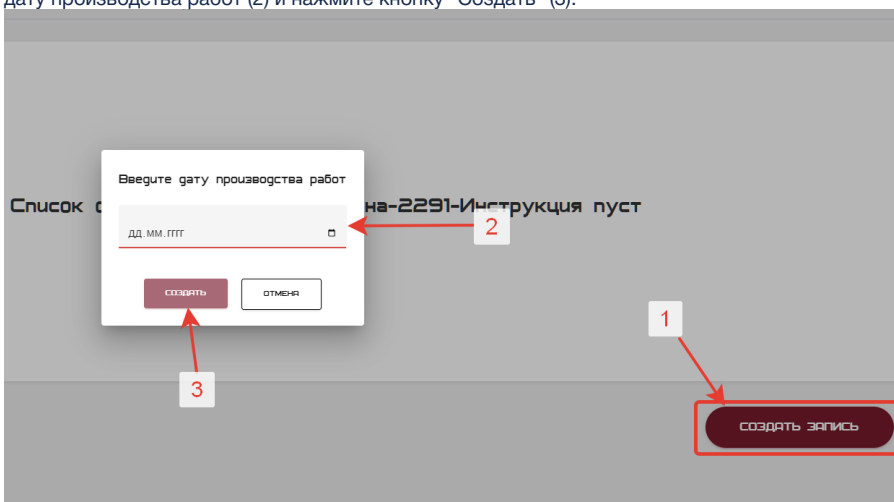 дату производства работ (2) и нажмите кнопку "Создать" (3).
Введите дату производства работ
Список
на-2291-Инструкция пуст
дд.мм.гггг
2
СОЗДАТЬ
ОТМЕНА
1
3
СОЗДАТЬ ЗАПИСЬ